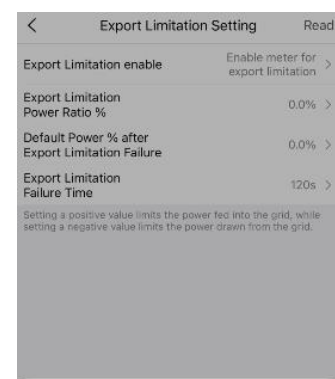 Export Limitation Setting Read
Export Limitation enable Enable meter for
export limitation
Export Limitation
Power Ratio % 0.0%
Default Power % after
Export Limitation Failure 0.0%
Export Limitation
Failure Time 120s
Setting a positive value limits the power fed into the grid, while
setting a negative value limits the power drawn from the grid.